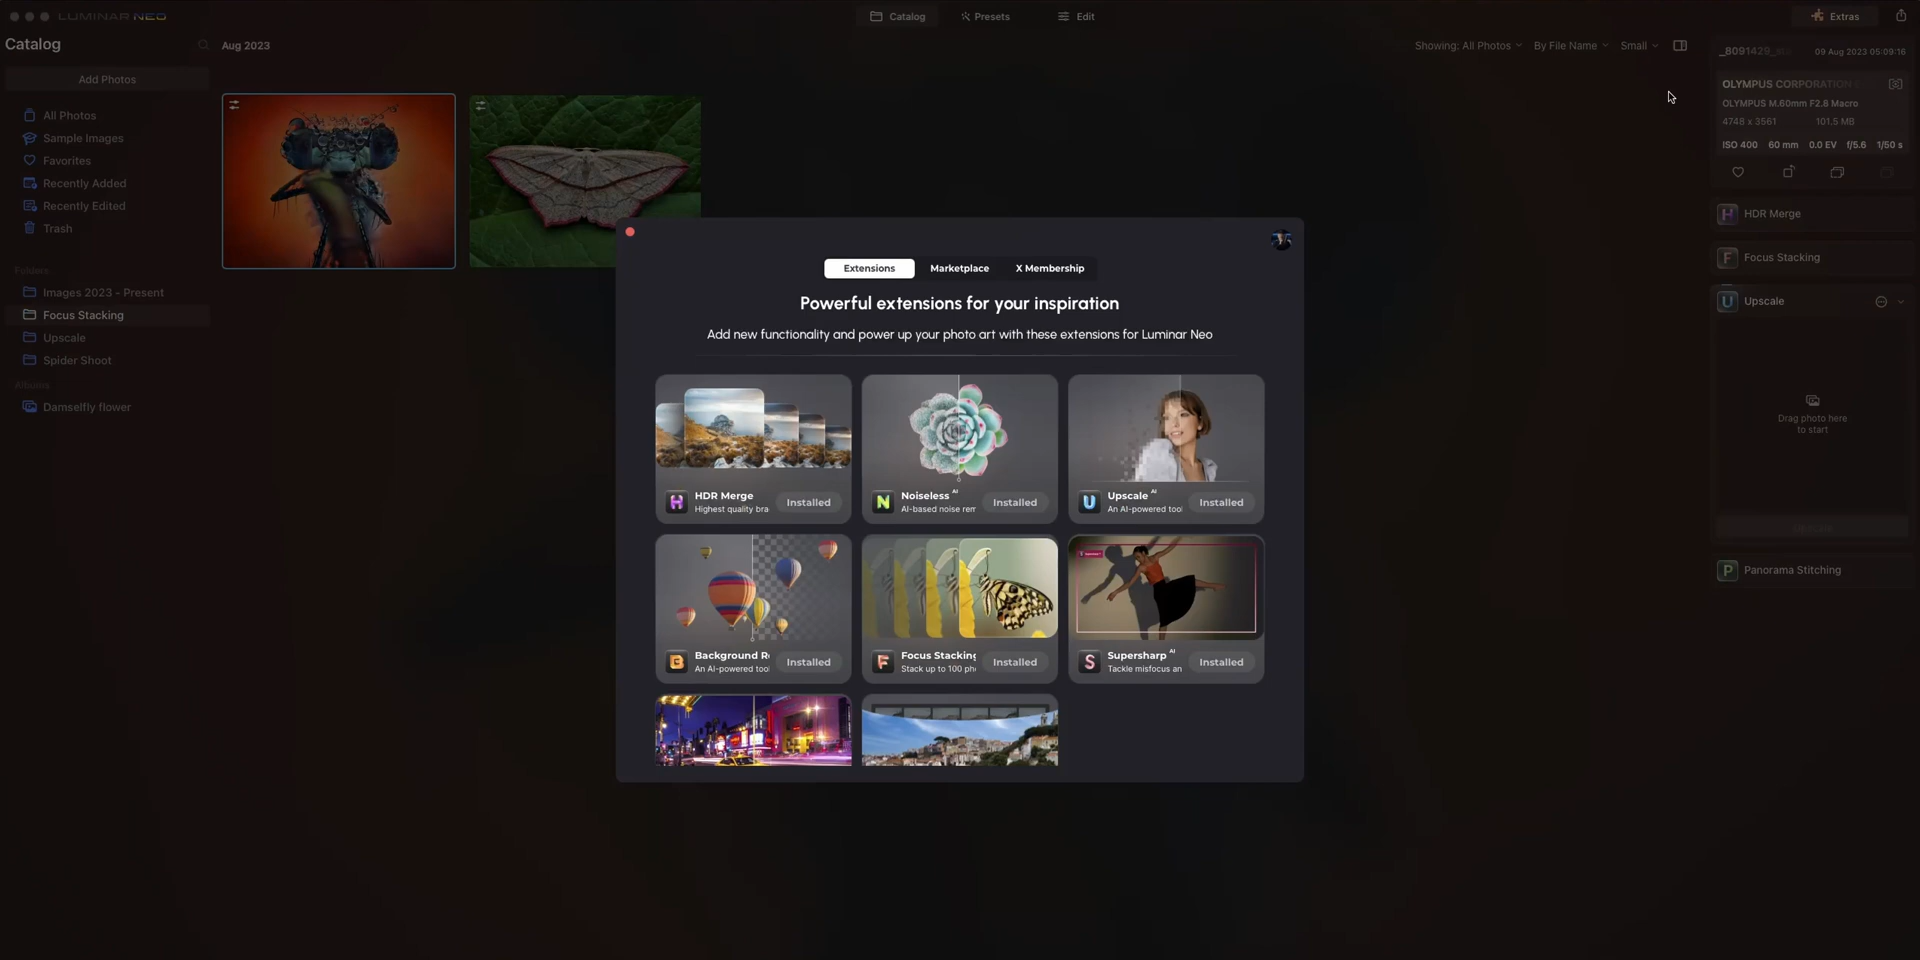 LUMINAR NEO
Catalog
Presets
Edit
Extras
Catalog
Aug 2023
Showing: All Photos
By File Name
Small
_8091429_
09 Aug 2023 05:09:16
Add Photos
OLYMPUS CORPORATION
OLYMPUS M.60mm F2.8 Macro
4748 x 3561 101,5 MB
ISO 400 60 mm 0.0 EV f/5.6 1/50 s
All Photos
Sample Images
Favorites
Recently Added
Recently Edited
Trash
Folders
Images 2023 - Present
Focus Stacking
Upscale
Spider Shoot
Albums
Damselfly flower
Extensions
Marketplace
X Membership
Powerful extensions for your inspiration
Add new functionality and power up your photo art with these extensions for Luminar Neo
H
HDR Merge
Highest quality bra
Installed
N
Noiseless AI
AI-based noise rem
Installed
U
Upscale AI
An AI-powered tool
Installed
B
Background R
An AI-powered tool
Installed
F
Focus Stacking
Stack up to 100 ph
Installed
S
Supersharp AI
Tackle misfocus an
Installed
H
HDR Merge
F
Focus Stacking
U
Upscale
Drag photo here
to start
P
Panorama Stitching